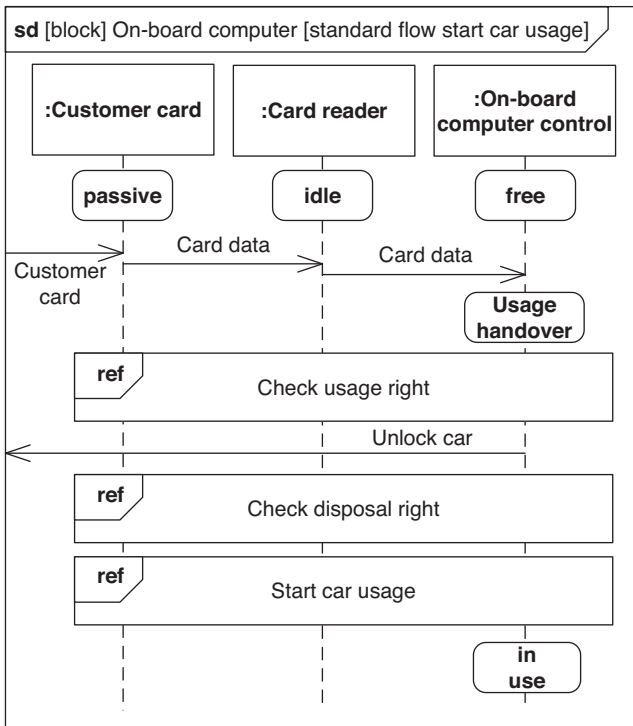 sd [block] On-board computer [standard flow start car usage]
:Customer card
:Card reader
:On-board
computer control
passive
idle
free
Customer
card
Card data
Card data
Usage
handover
ref
Check usage right
Unlock car
ref
Check disposal right
ref
Start car usage
in
use